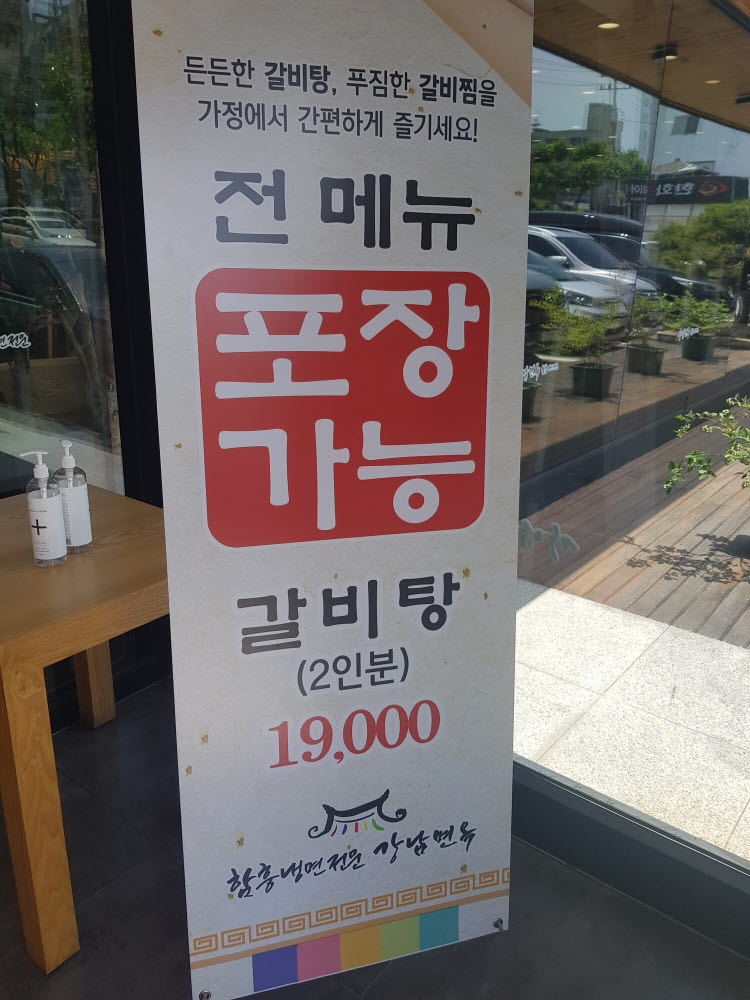 든든한 갈비탕, 푸짐한 갈비찜을
가정에서 간편하게 즐기세요!
전 메뉴
포장
가능
갈비탕
(2인분)
19,000
함흥냉면전문 강남면옥